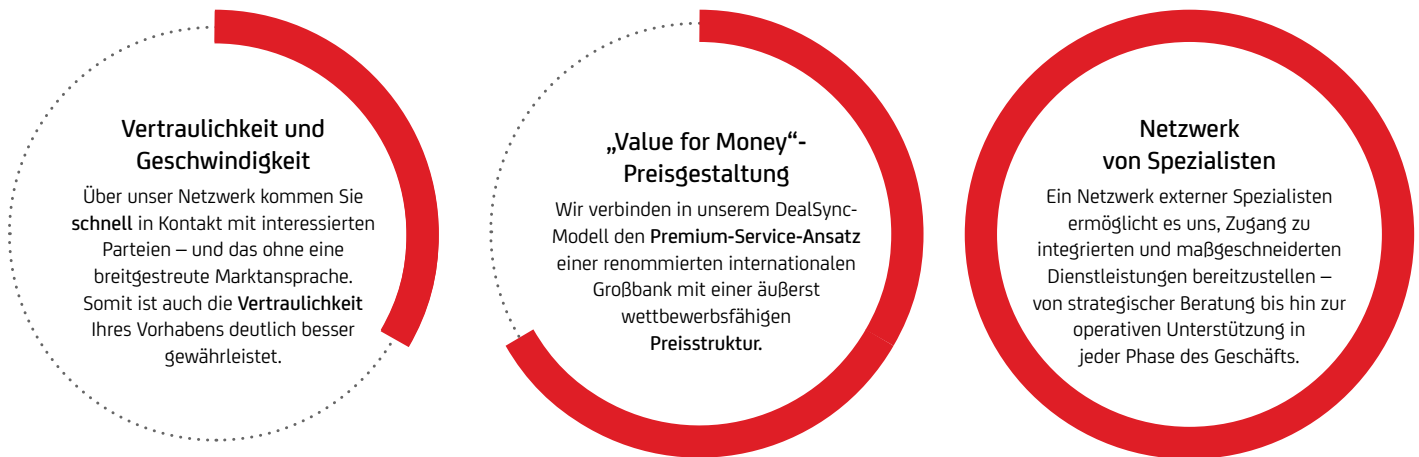 Vertraulichkeit und
Geschwindigkeit
Über unser Netzwerk kommen Sie
schnell in Kontakt mit interessierten
Parteien – und das ohne eine
breitgestreute Marktansprache.
Somit ist auch die Vertraulichkeit
Ihres Vorhabens deutlich besser
gewährleistet.
„Value for Money“-
Preisgestaltung
Wir verbinden in unserem DealSync-
Modell den Premium-Service-Ansatz
einer renommierten internationalen
Großbank mit einer äußerst
wettbewerbsfähigen
Preisstruktur.
Netzwerk
von Spezialisten
Ein Netzwerk externer Spezialisten
ermöglicht es uns, Zugang zu
integrierten und maßgeschneiderten
Dienstleistungen bereitzustellen –
von strategischer Beratung bis hin zur
operativen Unterstützung in
jeder Phase des Geschäfts.